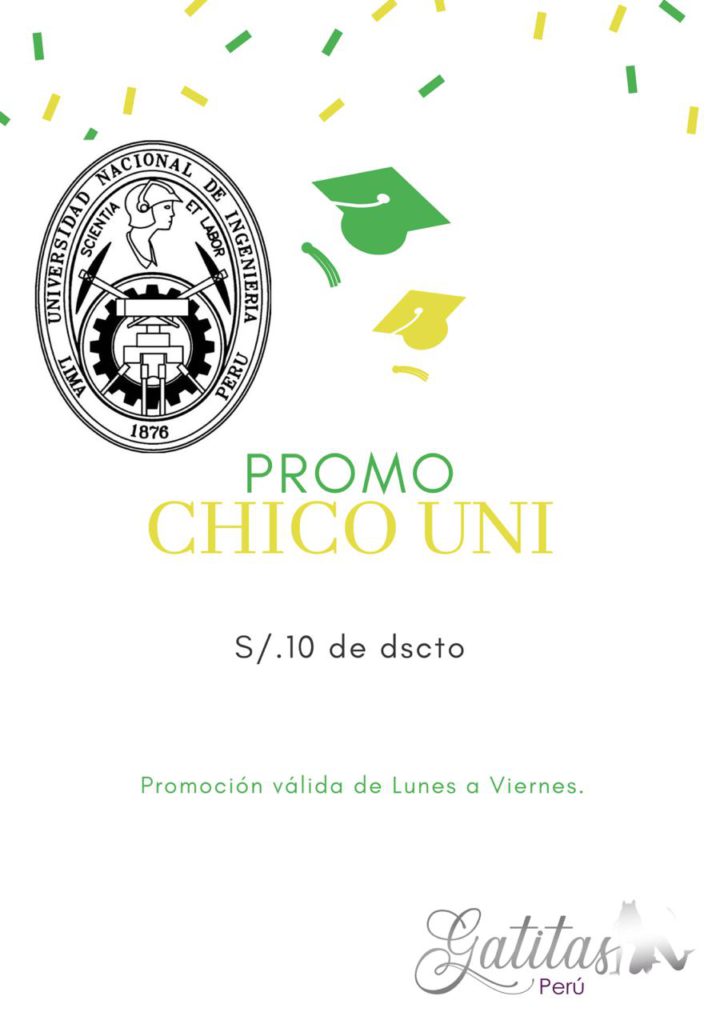 UNIVERSIDAD NACIONAL DE INGENIERIA
SCIENTIA ET LABOR
LIMA PERU
1876
PROMO
CHICO UNI
S/.10 de dscto
Promoción válida de Lunes a Viernes.
Gatitas
Perú